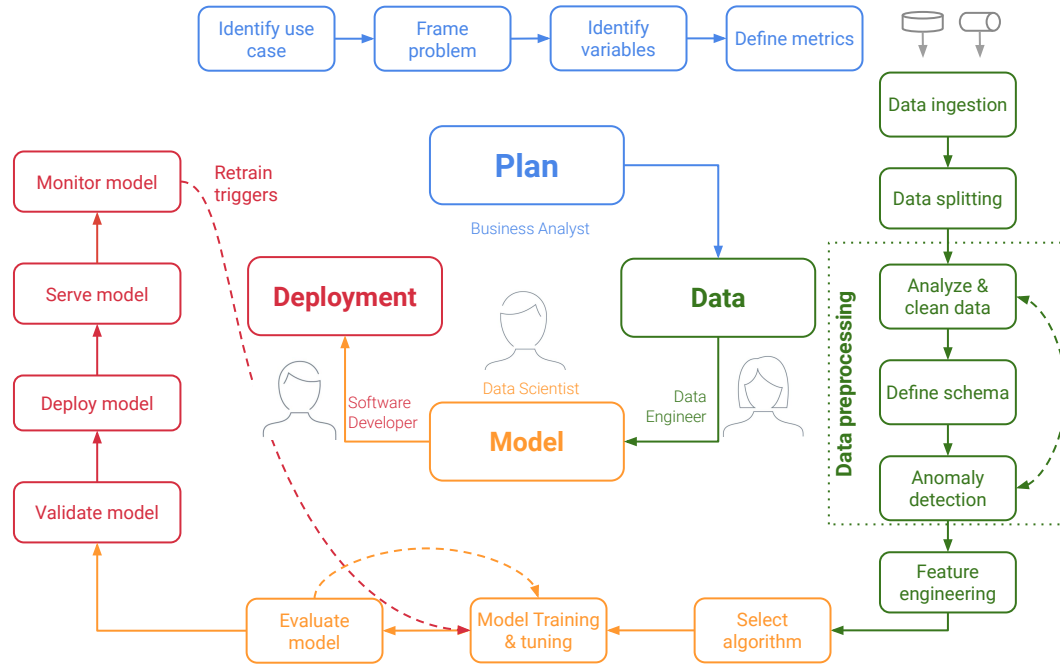 Identify use
case
Frame
problem
Identify
variables
Define metrics
Data ingestion
Data splitting
Data preprocessing
Analyze &
clean data
Define schema
Anomaly
detection
Feature
engineering
Select
algorithm
Model Training
& tuning
Evaluate
model
Validate model
Deploy model
Serve model
Monitor model
Retrain
triggers
Plan
Business Analyst
Data
Data
Engineer
Model
Data Scientist
Deployment
Software
Developer